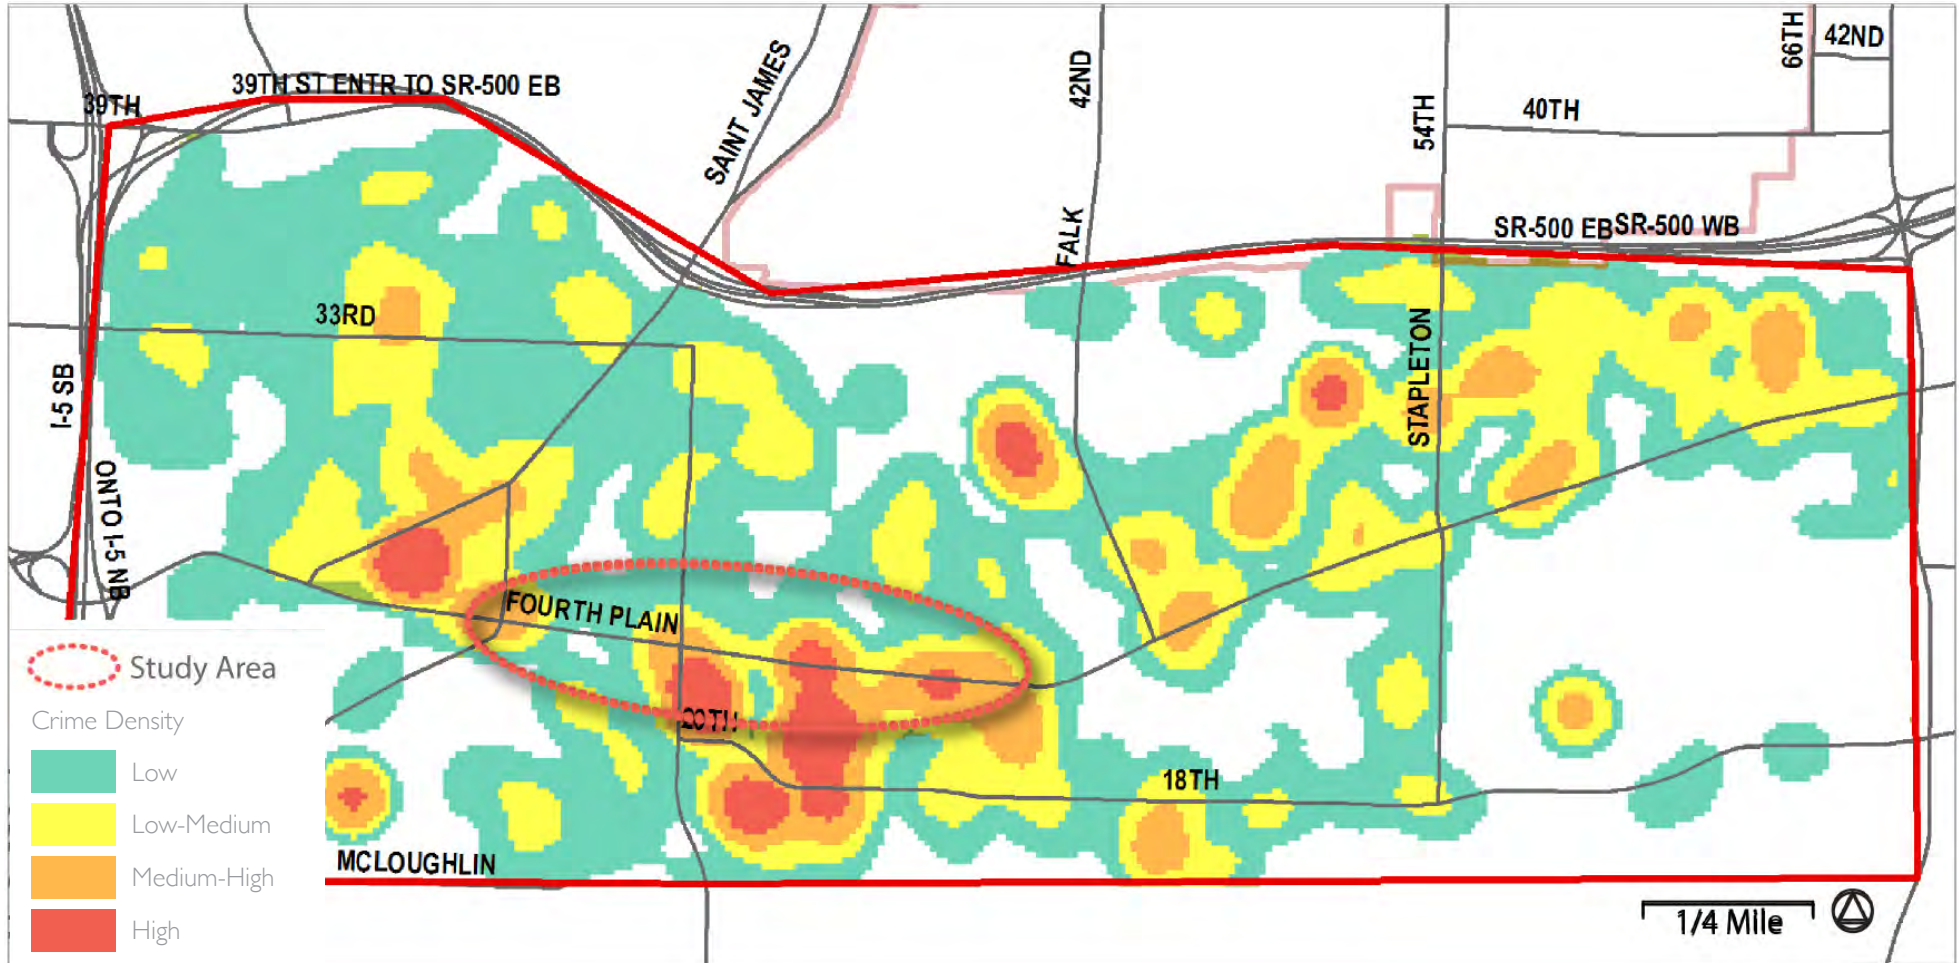 66TH
42ND
39TH ST ENTR TO SR-500 EB
39TH
SAINT JAMES
42ND
54TH
40TH
FALK
SR-500 EB
SR-500 WB
33RD
I-5 SB
STAPLETON
ONTO I-5 NB
FOURTH PLAIN
Study Area
20TH
Crime Density
Low
18TH
Low-Medium
MCLOUGHLIN
Medium-High
High
1/4 Mile